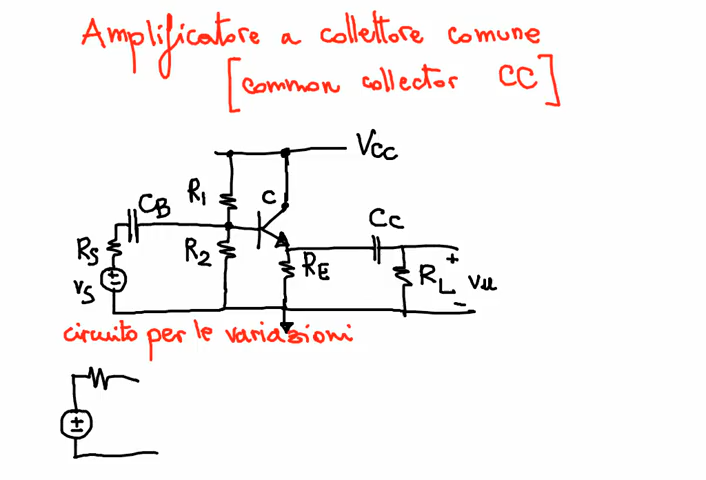 Amplificatore a collettore comune
[common collector CC]
VCC
R1
C
CB
CC
RS
R2
RE
RL
+
vu
vS
-
circuito per le variazioni